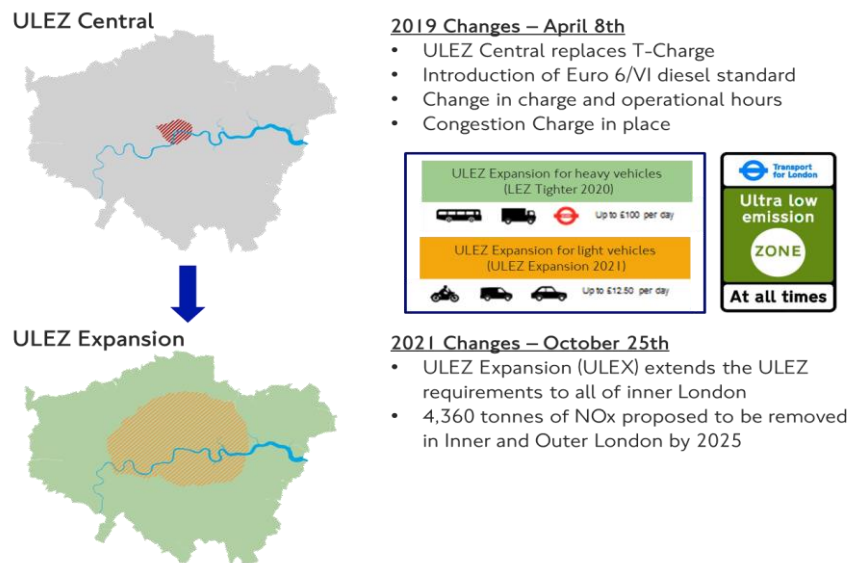 ULEZ Central
2019 Changes – April 8th
• ULEZ Central replaces T-Charge
• Introduction of Euro 6/VI diesel standard
• Change in charge and operational hours
• Congestion Charge in place
ULEZ Expansion for heavy vehicles
(LEZ Tighter 2020)
Up to £100 per day
ULEZ Expansion for light vehicles
(ULEZ Expansion 2021)
Up to £12.50 per day
Transport
for London
Ultra low
emission
ZONE
At all times
ULEZ Expansion
2021 Changes – October 25th
• ULEZ Expansion (ULEX) extends the ULEZ
requirements to all of inner London
• 4,360 tonnes of NOx proposed to be removed
in Inner and Outer London by 2025